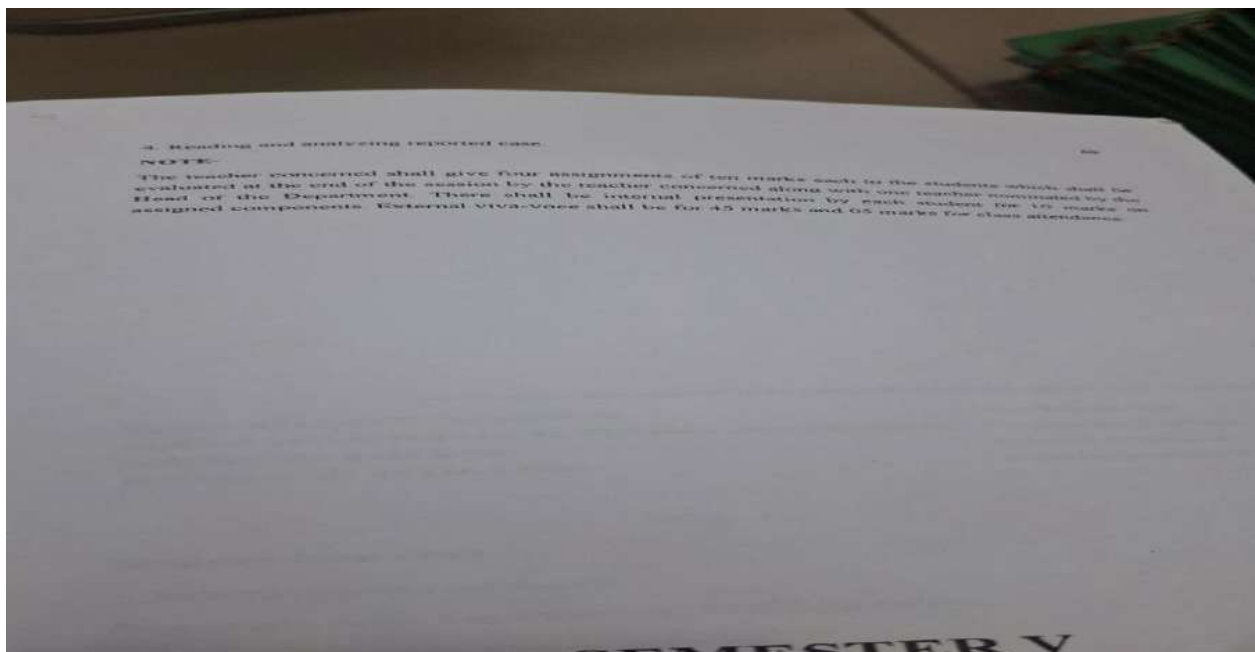 4. Reading and analyzing reported case.
NOTE-
The teacher concerned shall give four assignments of ten marks each to the students which shall be
evaluated at the end of the session by the teacher concerned along with one teacher nominated by the
Head of the Department. There shall be internal presentation by each student for 10 marks on
assigned components. External viva-voce shall be for 45 marks and 05 marks for class attendance.
SEMESTER V